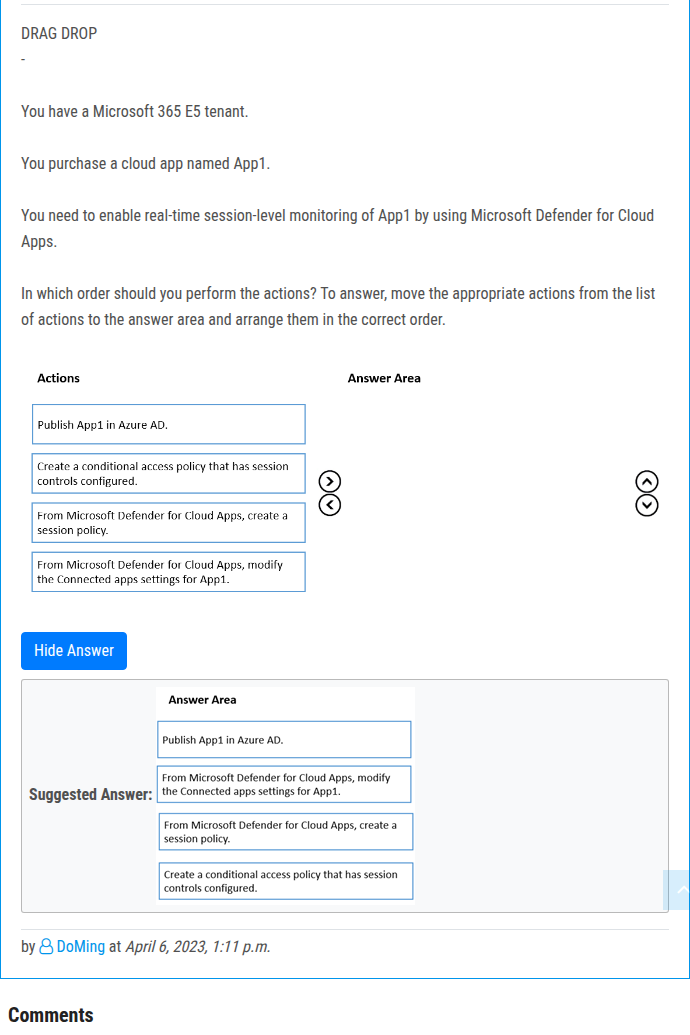 DRAG DROP
-
You have a Microsoft 365 E5 tenant.
You purchase a cloud app named App1.
You need to enable real-time session-level monitoring of App1 by using Microsoft Defender for Cloud
Apps.
In which order should you perform the actions? To answer, move the appropriate actions from the list
of actions to the answer area and arrange them in the correct order.
Actions
Answer Area
Publish App1 in Azure AD.
Create a conditional access policy that has session
controls configured.
From Microsoft Defender for Cloud Apps, create a
session policy.
From Microsoft Defender for Cloud Apps, modify
the Connected apps settings for App1.
Hide Answer
Suggested Answer:
Answer Area
Publish App1 in Azure AD.
From Microsoft Defender for Cloud Apps, modify
the Connected apps settings for App1.
From Microsoft Defender for Cloud Apps, create a
session policy.
Create a conditional access policy that has session
controls configured.
by DoMing at April 6, 2023, 1:11 p.m.
Comments